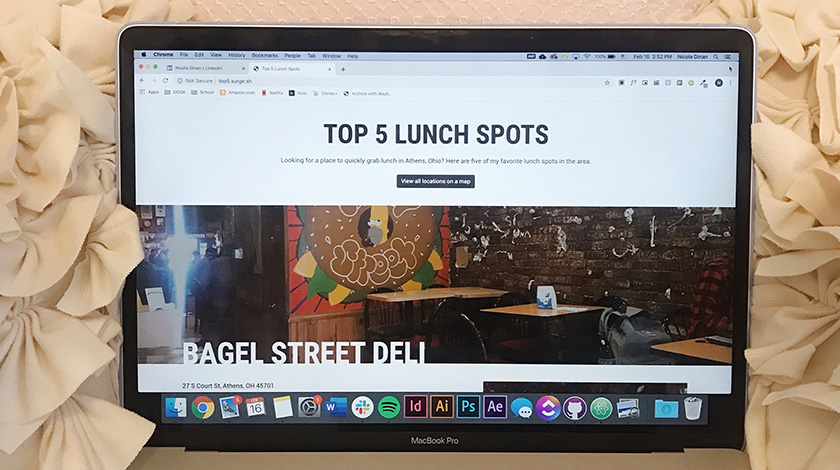 Chrome File Edit View History Bookmarks People Tab Window Help
100% Feb 16 3:52 PM Nicole Dinan
Nicole Dinan | LinkedIn Top 5 Lunch Spots
Not Secure top5.surge.sh
Apps OOSA School Amazon.com Netflix Hulu Disney+
TOP 5 LUNCH SPOTS
Looking for a place to quickly grab lunch in Athens, Ohio? Here are five of my favorite lunch spots in the area.
View all locations on a map
BAGEL STREET DELI
27 S Court St, Athens, OH 45701
16 W Id Ai Ps Ae
MacBook Pro